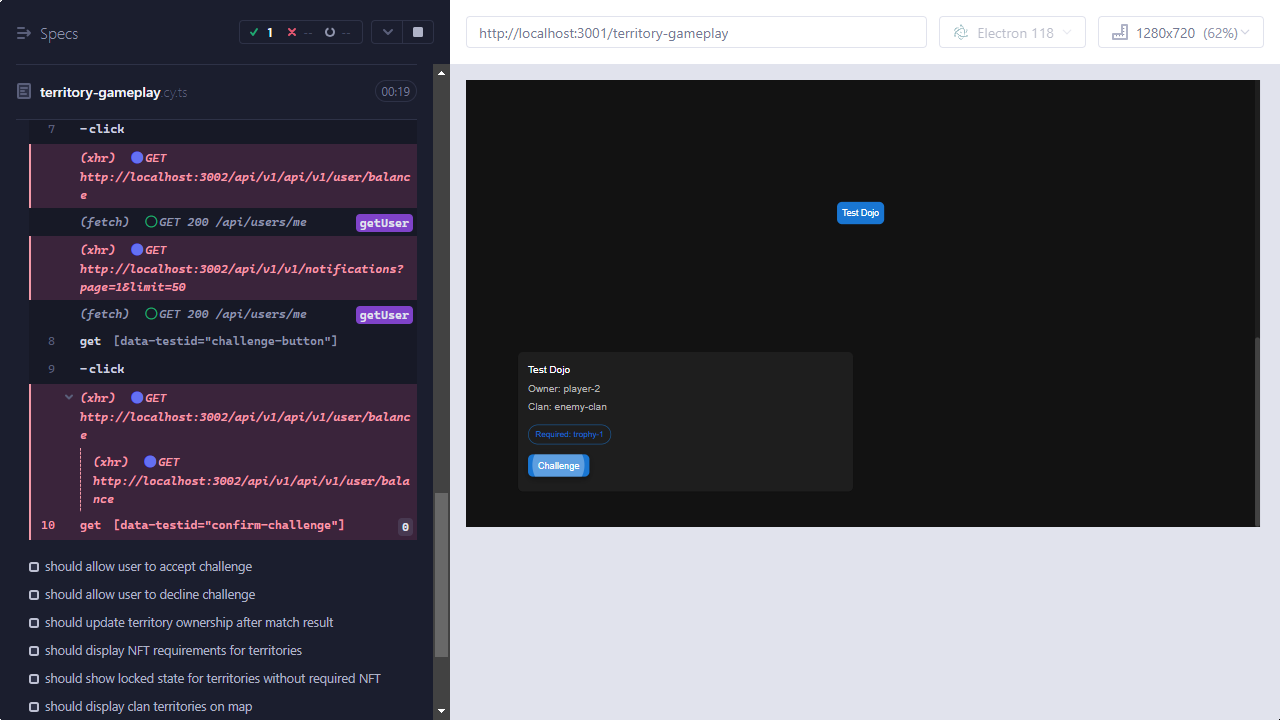 Specs
1
--
--
http://localhost:3001/territory-gameplay
Electron 118
1280x720 (62%)
territory-gameplay.cy.ts
00:19
7 -click
(xhr) GET
http://localhost:3002/api/v1/api/v1/user/balanc
e
(fetch) GET 200 /api/users/me getUser
(xhr) GET
http://localhost:3002/api/v1/v1/notifications?
page=1&limit=50
(fetch) GET 200 /api/users/me getUser
8 get [data-testid="challenge-button"]
9 -click
(xhr) GET
http://localhost:3002/api/v1/api/v1/user/balanc
e
(xhr) GET
http://localhost:3002/api/v1/api/v1/user/bala
nce
10 get [data-testid="confirm-challenge"] 0
should allow user to accept challenge
should allow user to decline challenge
should update territory ownership after match result
should display NFT requirements for territories
should show locked state for territories without required NFT
should display clan territories on map
Test Dojo
Test Dojo
Owner: player-2
Clan: enemy-clan
Required: trophy-1
Challenge